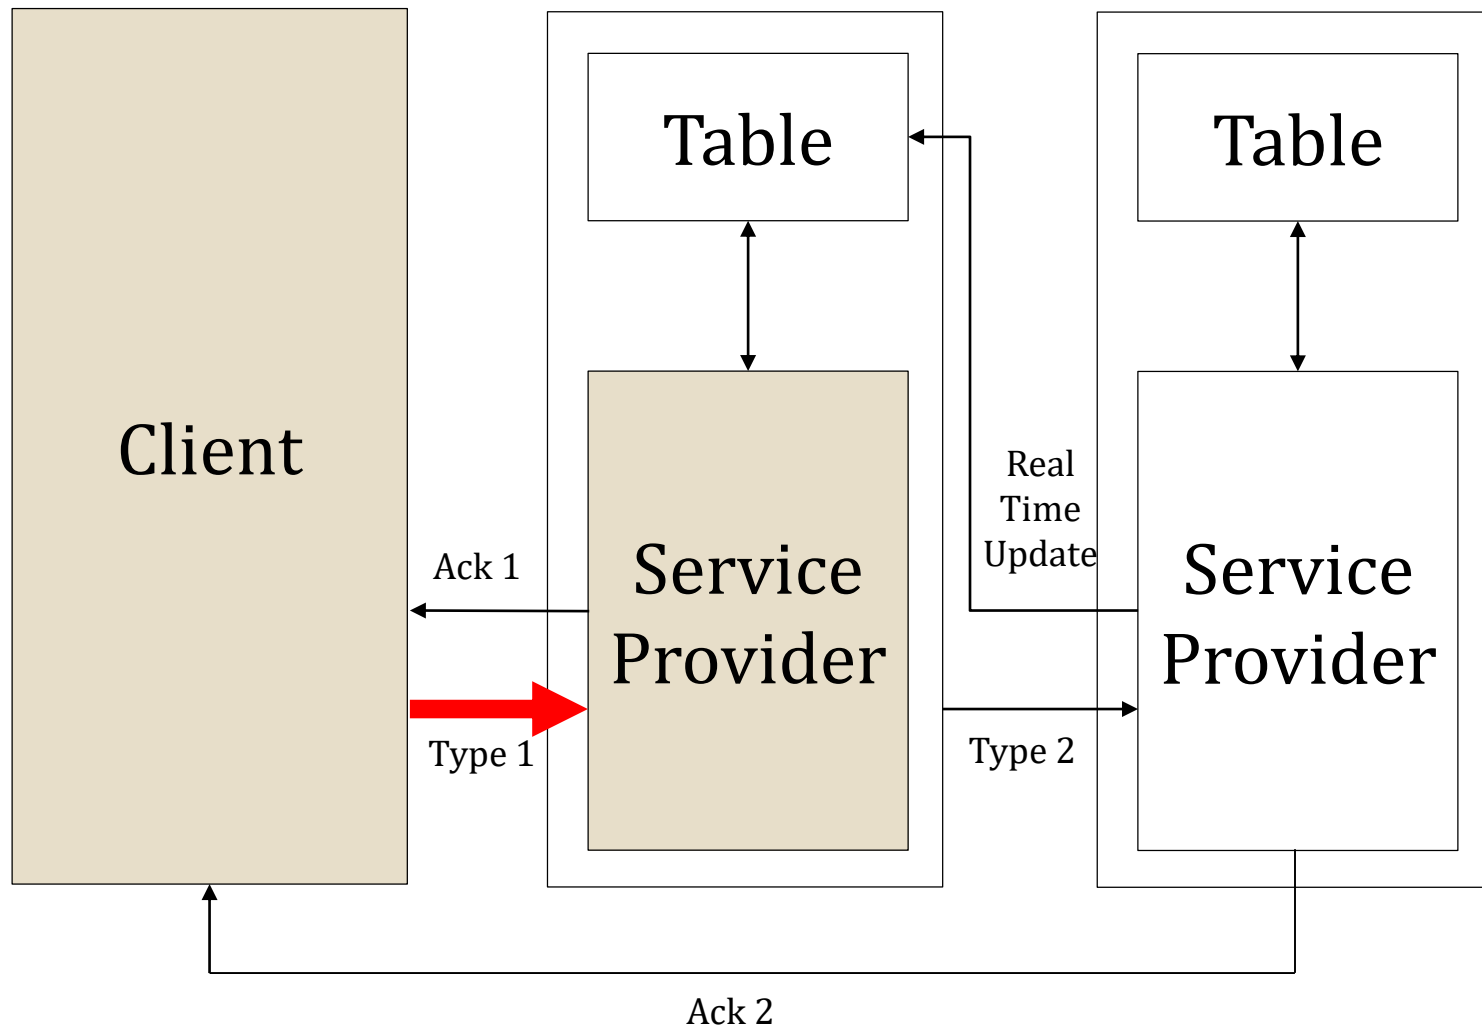 Table
Table
Client
Real
Time
Update
Ack 1
Service
Provider
Service
Provider
Type 1
Type 2
Ack 2